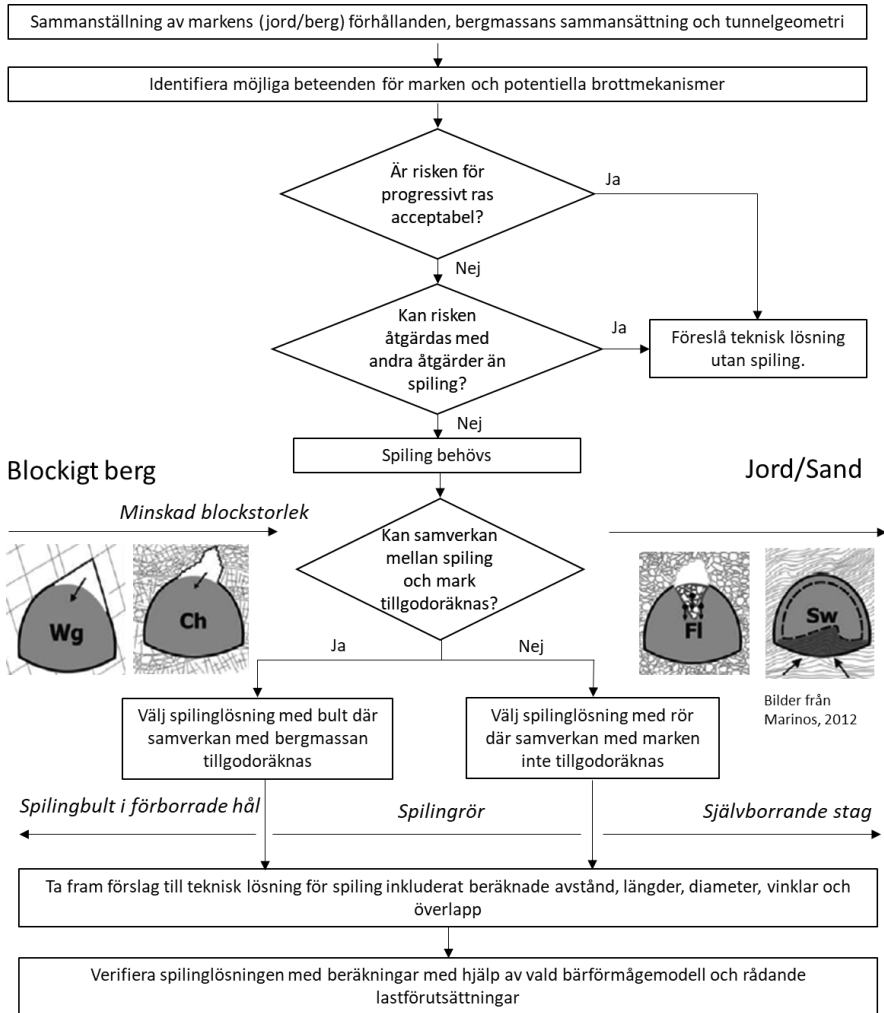 Sammanställning av markens (jord/berg) förhållanden, bergmassans sammansättning och tunnelgeometri
Identifiera möjliga beteenden för marken och potentiella brottmekanismer
Är risken för
progressivt ras
acceptabel?
Ja
Nej
Kan risken
åtgärdas med
andra åtgärder än
spiling?
Ja
Föreslå teknisk lösning
utan spiling.
Nej
Spiling behövs
Blockigt berg
Jord/Sand
Minskad blockstorlek
Kan samverkan
mellan spiling
och mark
tillgodoräknas?
Wg
Ch
Fl
Sw
Ja
Nej
Bilder från
Marinos, 2012
Välj spilinglösning med bult där
samverkan med bergmassan
tillgodoräknas
Välj spilinglösning med rör
där samverkan med marken
inte tillgodoräknas
Spilingbult i förborrade hål
Spilingrör
Självborrande stag
Ta fram förslag till teknisk lösning för spiling inkluderat beräknade avstånd, längder, diameter, vinklar och
överlapp
Verifiera spilinglösningen med beräkningar med hjälp av vald bärförmågemodell och rådande
lastförutsättningar